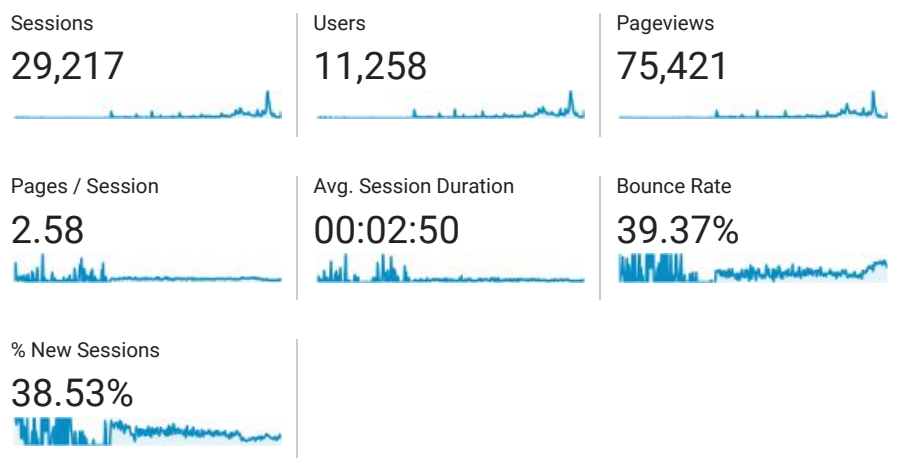 Sessions
29,217
Users
11,258
Pageviews
75,421
Pages / Session
2.58
Avg. Session Duration
00:02:50
Bounce Rate
39.37%
% New Sessions
38.53%